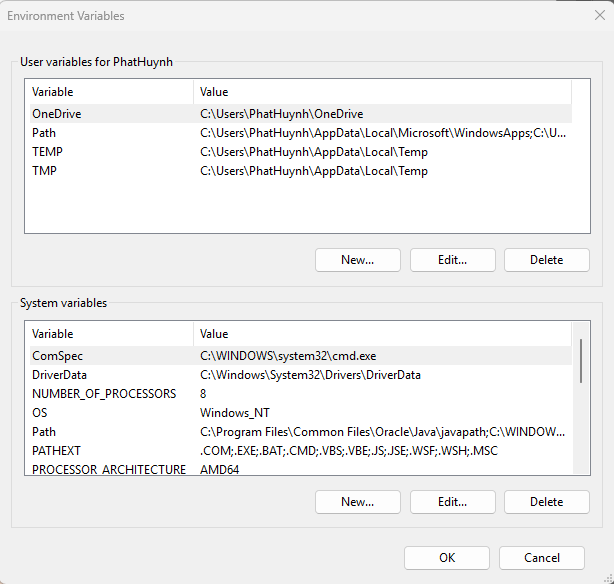 Environment Variables
User variables for PhatHuynh
Variable Value
OneDrive C:\Users\PhatHuynh\OneDrive
Path C:\Users\PhatHuynh\AppData\Local\Microsoft\WindowsApps;C:\U...
TEMP C:\Users\PhatHuynh\AppData\Local\Temp
TMP C:\Users\PhatHuynh\AppData\Local\Temp
New... Edit... Delete
System variables
Variable Value
ComSpec C:\WINDOWS\system32\cmd.exe
DriverData C:\Windows\System32\Drivers\DriverData
NUMBER_OF_PROCESSORS 8
OS Windows_NT
Path C:\Program Files\Common Files\Oracle\Java\javapath;C:\WINDOW...
PATHEXT .COM;.EXE;.BAT;.CMD;.VBS;.VBE;.JS;.JSE;.WSF;.WSH;.MSC
PROCESSOR_ARCHITECTURE AMD64
New... Edit... Delete
OK Cancel